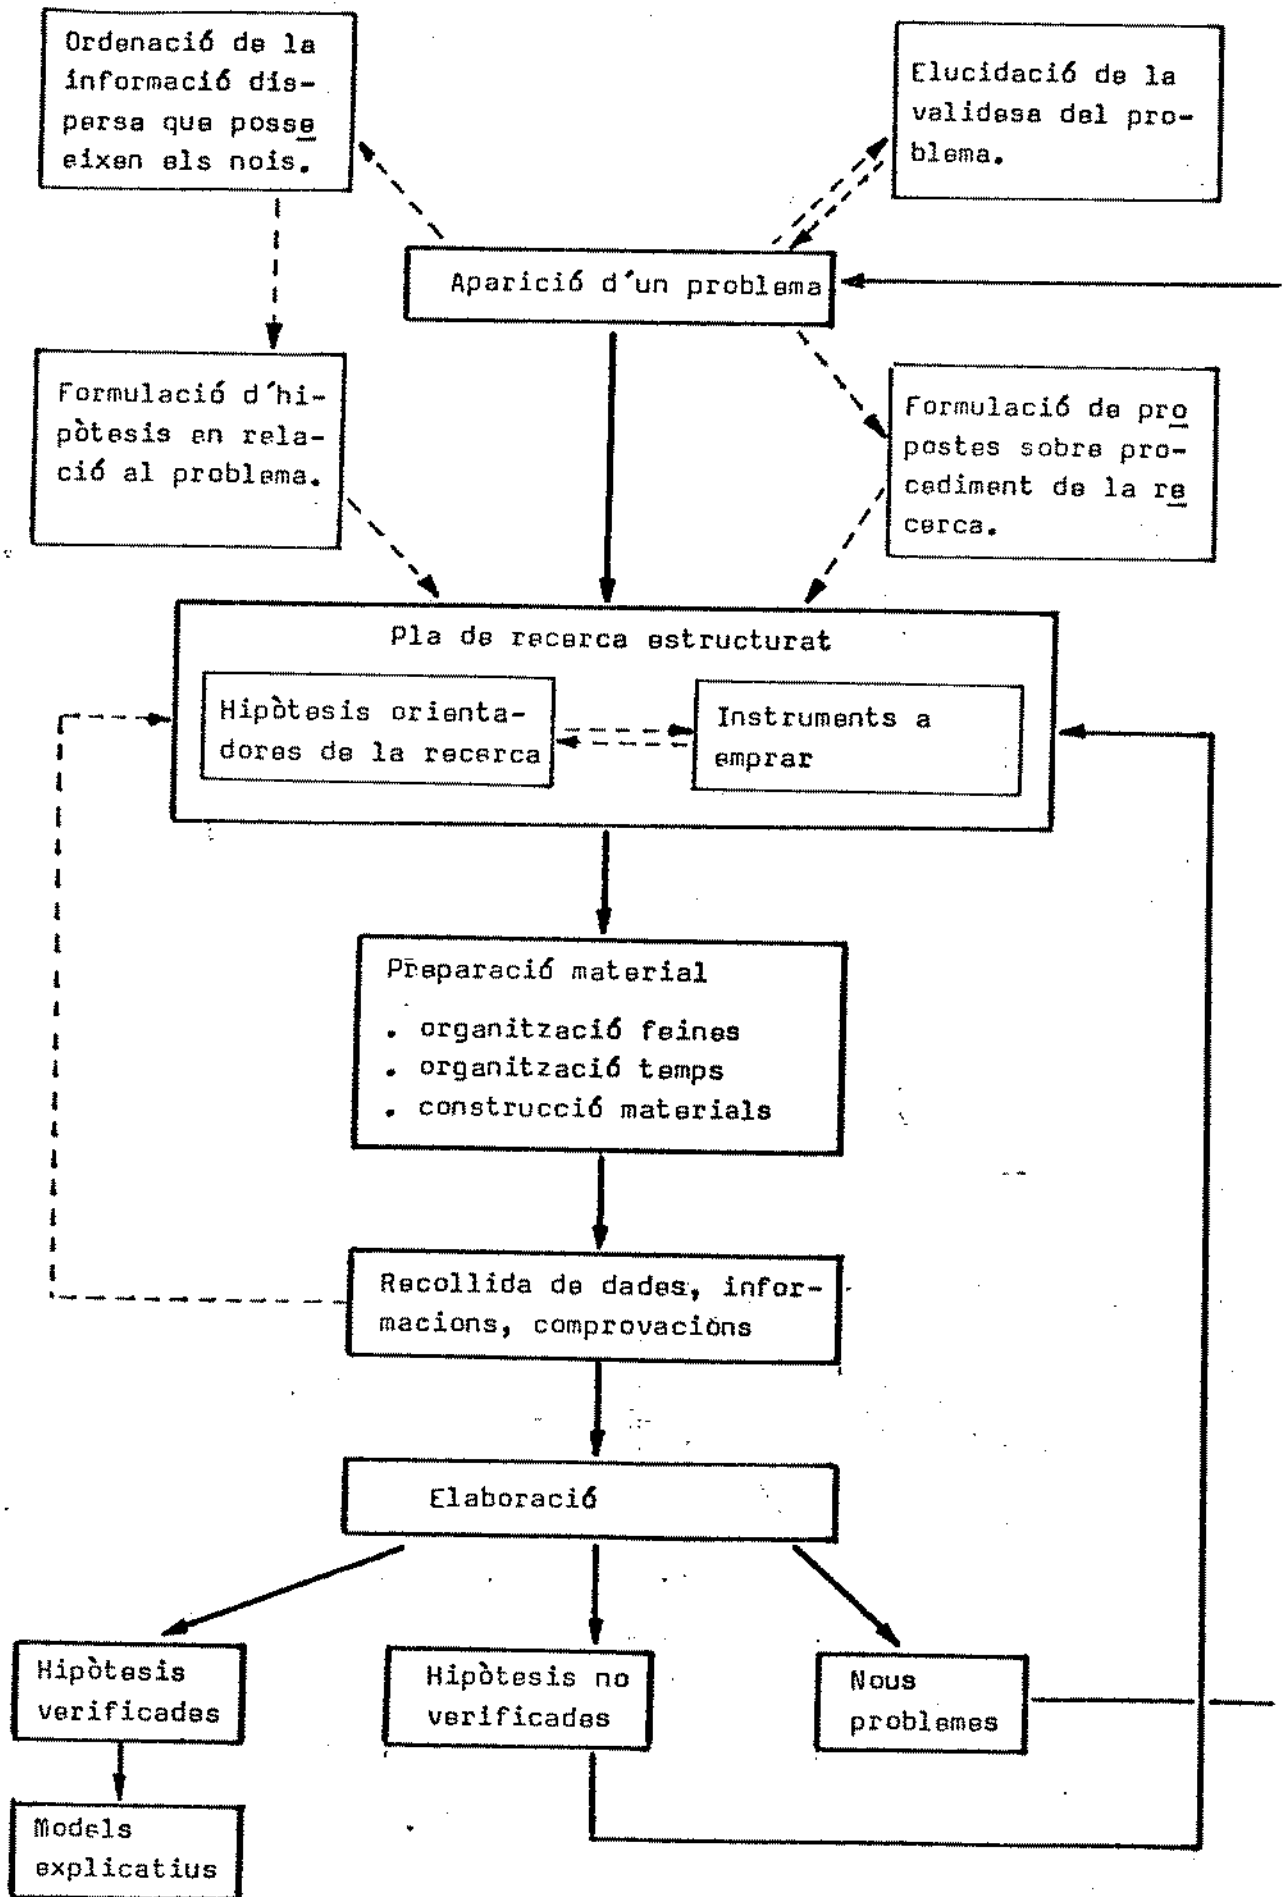 Ordenació de la
informació dis-
persa que posse
eixen els nois.
Elucidació de la
validesa del pro-
blema.
Aparició d'un problema
Formulació d'hi-
pòtesis en rela-
ció al problema.
Formulació de pro
postes sobre pro-
cediment de la re
cerca.
Pla de recerca estructurat
Hipòtesis orienta-
dores de la recerca
Instruments a
emprar
Preparació material
. organització feines
. organització temps
. construcció materials
Recollida de dades, infor-
macions, comprovaciòns
Elaboració
Hipòtesis
verificades
Hipòtesis no
verificades
Nous
problemes
Models
explicatius